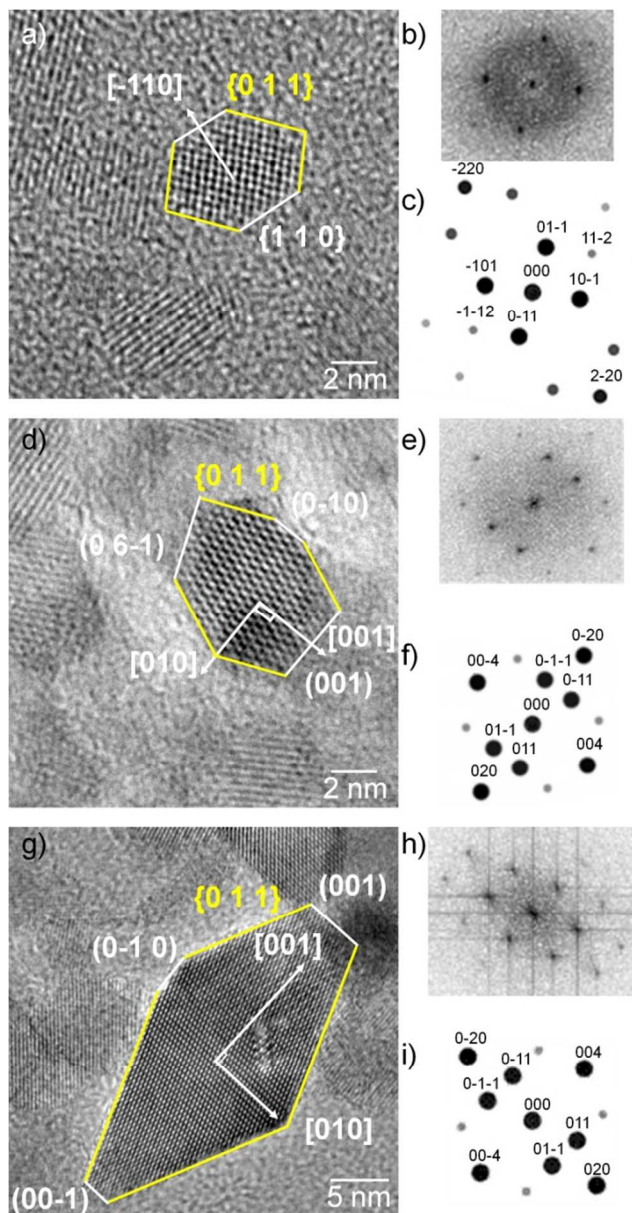 a)
[-110]
{0 1 1}
{1 1 0}
2 nm
b)
c)
-220
01-1
11-2
-101
000
10-1
-1-12
0-11
2-20
d)
{0 1 1}
(0-10)
(0 6-1)
[001]
[010]
(001)
2 nm
e)
f)
0-20
00-4
0-1-1
0-11
000
01-1
011
004
020
g)
(001)
{0 1 1}
(0-1 0)
[001]
[010]
(00-1)
5 nm
h)
i)
0-20
0-11
004
0-1-1
000
011
01-1
00-4
020